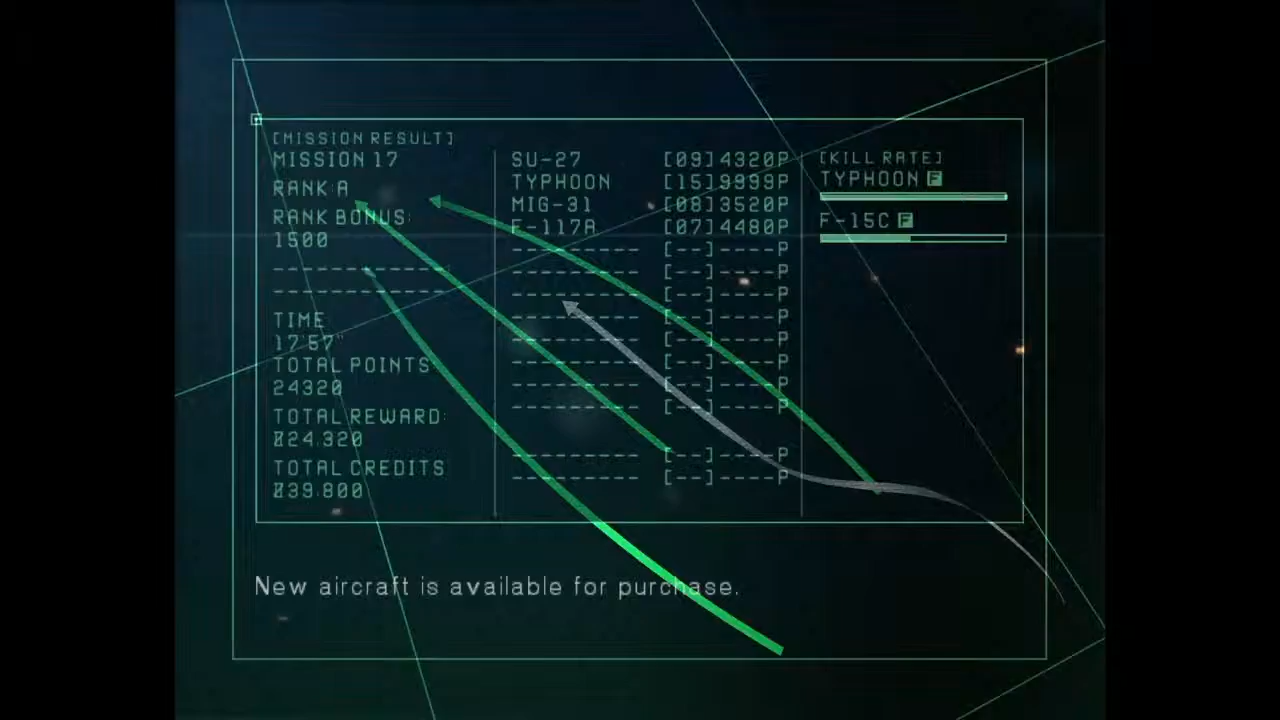 [MISSION RESULT]
MISSION 17
RANK:A
RANK BONUS:
1500
--------------
--------------
TIME
17'57"
TOTAL POINTS
24320
TOTAL REWARD:
Z24.320
TOTAL CREDITS
Z39.800
SU-27 [09]4320P
TYPHOON [15]9999P
MIG-31 [08]3520P
F-117A [07]4480P
--------- [--]----P
--------- [--]----P
--------- [--]----P
--------- [--]----P
--------- [--]----P
--------- [--]----P
--------- [--]----P
--------- [--]----P
--------- [--]----P
--------- [--]----P
[KILL RATE]
TYPHOON F
F-15C F
New aircraft is available for purchase.